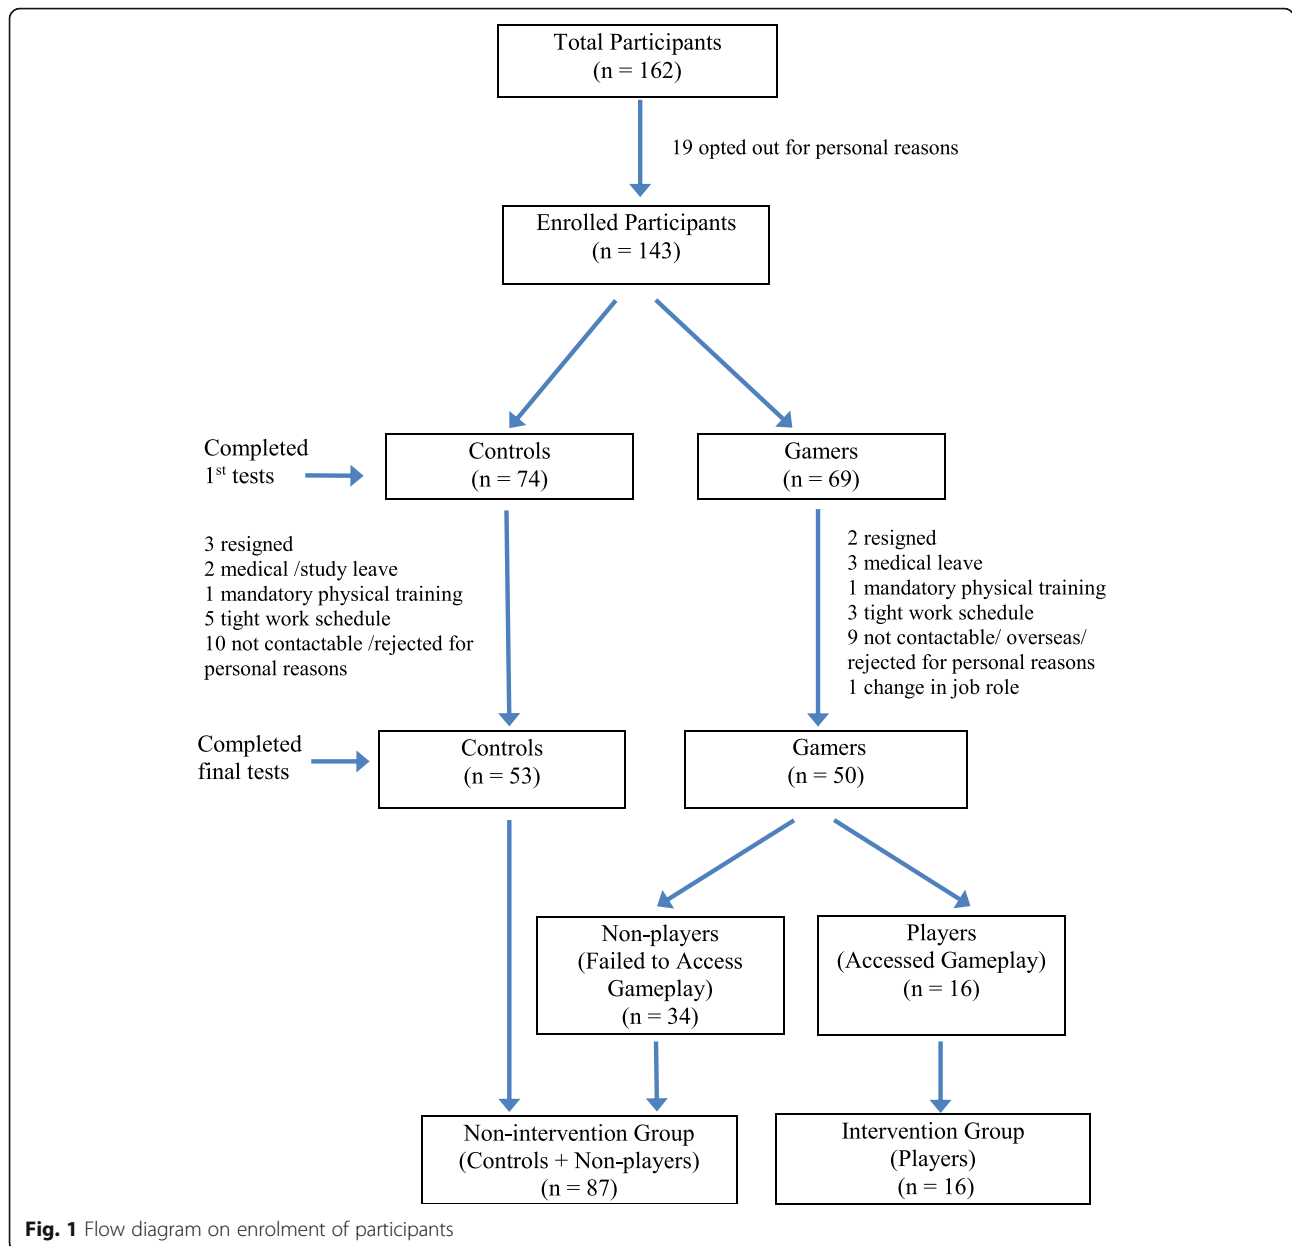 Total Participants
(n = 162)
19 opted out for personal reasons
Enrolled Participants
(n = 143)
Completed
1st tests
Controls
(n = 74)
Gamers
(n = 69)
3 resigned
2 medical /study leave
1 mandatory physical training
5 tight work schedule
10 not contactable /rejected for
personal reasons
2 resigned
3 medical leave
1 mandatory physical training
3 tight work schedule
9 not contactable/ overseas/
rejected for personal reasons
1 change in job role
Completed
final tests
Controls
(n = 53)
Gamers
(n = 50)
Non-players
(Failed to Access
Gameplay)
(n = 34)
Players
(Accessed Gameplay)
(n = 16)
Non-intervention Group
(Controls + Non-players)
n = 87
Intervention Group
(Players)
(n = 16)
Fig. 1 Flow diagram on enrolment of participants